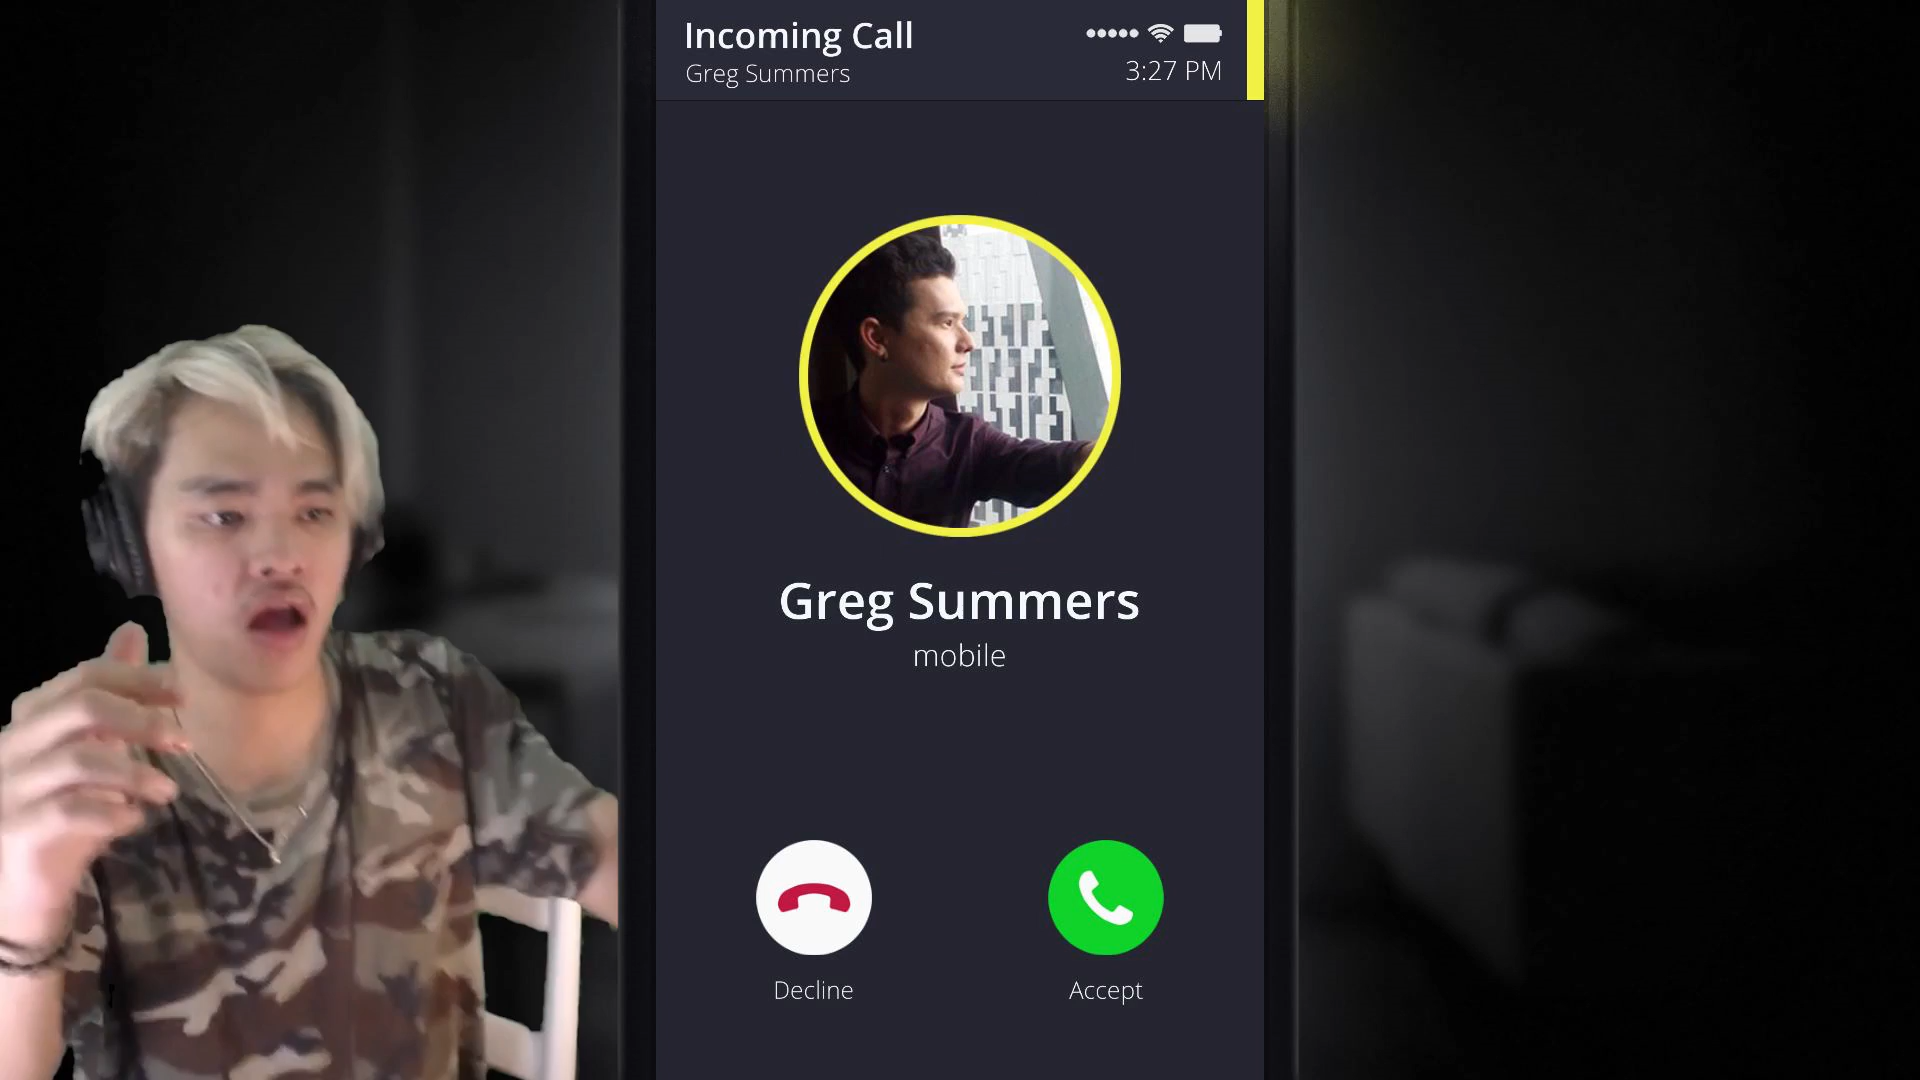 Incoming Call
Greg Summers
3:27 PM
Greg Summers
mobile
Decline
Accept